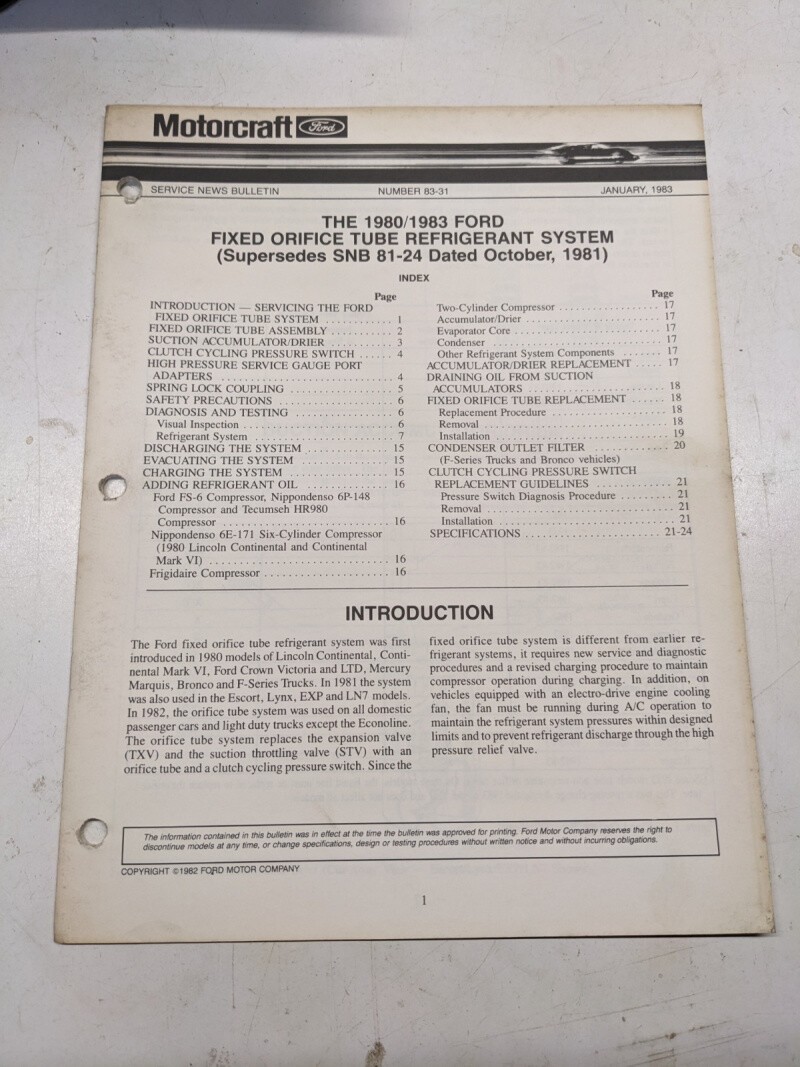 Motorcraft Ford
SERVICE NEWS BULLETIN NUMBER 83-31 JANUARY, 1983
THE 1980/1983 FORD
FIXED ORIFICE TUBE REFRIGERANT SYSTEM
(Supersedes SNB 81-24 Dated October, 1981)
INDEX
Page
INTRODUCTION — SERVICING THE FORD
FIXED ORIFICE TUBE SYSTEM . . . . . . . . . . . 1
FIXED ORIFICE TUBE ASSEMBLY . . . . . . . . . . 2
SUCTION ACCUMULATOR/DRIER . . . . . . . . . . 3
CLUTCH CYCLING PRESSURE SWITCH . . . . . . 4
HIGH PRESSURE SERVICE GAUGE PORT
ADAPTERS . . . . . . . . . . . . . . . . . . . . . . . . . . . . 4
SPRING LOCK COUPLING . . . . . . . . . . . . . . . . . . 5
SAFETY PRECAUTIONS . . . . . . . . . . . . . . . . . . . 6
DIAGNOSIS AND TESTING . . . . . . . . . . . . . . . . 6
Visual Inspection . . . . . . . . . . . . . . . . . . . . . . . . . 6
Refrigerant System . . . . . . . . . . . . . . . . . . . . . . . 7
DISCHARGING THE SYSTEM . . . . . . . . . . . . . . 15
EVACUATING THE SYSTEM . . . . . . . . . . . . . . . 15
CHARGING THE SYSTEM . . . . . . . . . . . . . . . . . 15
ADDING REFRIGERANT OIL . . . . . . . . . . . . . . 16
Ford FS-6 Compressor, Nippondenso 6P-148
Compressor and Tecumseh HR980
Compressor . . . . . . . . . . . . . . . . . . . . . . . . . . . . 16
Nippondenso 6E-171 Six-Cylinder Compressor
(1980 Lincoln Continental and Continental
Mark VI) . . . . . . . . . . . . . . . . . . . . . . . . . . . . . . 16
Frigidaire Compressor . . . . . . . . . . . . . . . . . . . . . 16
Page
Two-Cylinder Compressor . . . . . . . . . . . . . . . . . 17
Accumulator/Drier . . . . . . . . . . . . . . . . . . . . . . . 17
Evaporator Core . . . . . . . . . . . . . . . . . . . . . . . . . 17
Condenser . . . . . . . . . . . . . . . . . . . . . . . . . . . . . 17
Other Refrigerant System Components . . . . . . . 17
ACCUMULATOR/DRIER REPLACEMENT . . . . . 17
DRAINING OIL FROM SUCTION
ACCUMULATORS . . . . . . . . . . . . . . . . . . . . . . . 18
FIXED ORIFICE TUBE REPLACEMENT . . . . . . 18
Replacement Procedure . . . . . . . . . . . . . . . . . . . 18
Removal . . . . . . . . . . . . . . . . . . . . . . . . . . . . . . . 18
Installation . . . . . . . . . . . . . . . . . . . . . . . . . . . . . 19
CONDENSER OUTLET FILTER . . . . . . . . . . . . 20
(F-Series Trucks and Bronco vehicles)
CLUTCH CYCLING PRESSURE SWITCH
REPLACEMENT GUIDELINES . . . . . . . . . . . . 21
Pressure Switch Diagnosis Procedure . . . . . . . . . 21
Removal . . . . . . . . . . . . . . . . . . . . . . . . . . . . . . . 21
Installation . . . . . . . . . . . . . . . . . . . . . . . . . . . . . 21
SPECIFICATIONS . . . . . . . . . . . . . . . . . . . . . . . 21-24
INTRODUCTION
The Ford fixed orifice tube refrigerant system was first
introduced in 1980 models of Lincoln Continental, Conti-
nental Mark VI, Ford Crown Victoria and LTD, Mercury
Marquis, Bronco and F-Series Trucks. In 1981 the system
was also used in the Escort, Lynx, EXP and LN7 models.
In 1982, the orifice tube system was used on all domestic
passenger cars and light duty trucks except the Econoline.
The orifice tube system replaces the expansion valve
(TXV) and the suction throttling valve (STV) with an
orifice tube and a clutch cycling pressure switch. Since the
fixed orifice tube system is different from earlier re-
frigerant systems, it requires new service and diagnostic
procedures and a revised charging procedure to maintain
compressor operation during charging. In addition, on
vehicles equipped with an electro-drive engine cooling
fan, the fan must be running during A/C operation to
maintain the refrigerant system pressures within designed
limits and to prevent refrigerant discharge through the high
pressure relief valve.
The information contained in this bulletin was in effect at the time the bulletin was approved for printing. Ford Motor Company reserves the right to
discontinue models at any time, or change specifications, design or testing procedures without written notice and without incurring obligations.
COPYRIGHT ©1982 FORD MOTOR COMPANY
1